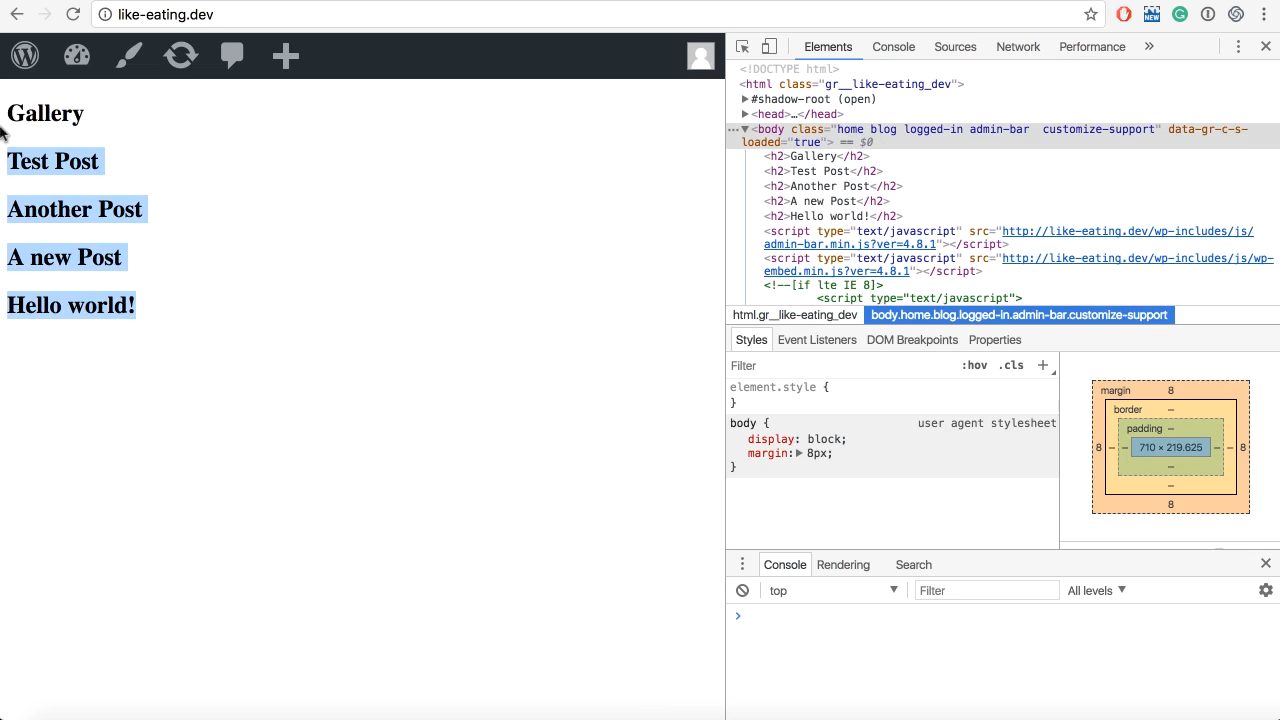 like-eating.dev
NEW
Gallery
Test Post
Another Post
A new Post
Hello world!
Elements Console Sources Network Performance »
<!DOCTYPE html>
<html class="gr__like-eating_dev">
▶#shadow-root (open)
▶<head>…</head>
…▼<body class="home blog logged-in admin-bar  customize-support" data-gr-c-s-
loaded="true"> == $0
<h2>Gallery</h2>
<h2>Test Post</h2>
<h2>Another Post</h2>
<h2>A new Post</h2>
<h2>Hello world!</h2>
<script type="text/javascript" src="http://like-eating.dev/wp-includes/js/
admin-bar.min.js?ver=4.8.1"></script>
<script type="text/javascript" src="http://like-eating.dev/wp-includes/js/wp-
embed.min.js?ver=4.8.1"></script>
<!--[if lte IE 8]>
<script type="text/javascript">
html.gr__like-eating_dev body.home.blog.logged-in.admin-bar.customize-support
Styles Event Listeners DOM Breakpoints Properties
Filter :hov .cls +
element.style {
}
body { user agent stylesheet
display: block;
margin:▶ 8px;
}
margin 8
border –
padding –
8 – – 710 × 219.625 – – 8
–
–
8
Console Rendering Search
top ▼ Filter All levels ▼
›